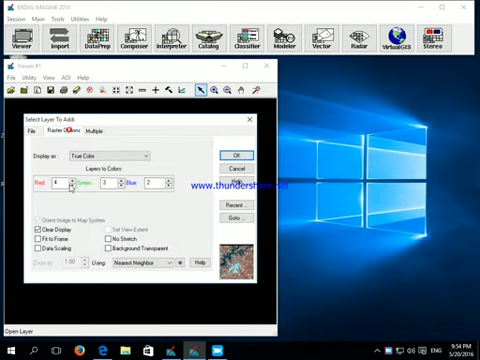 ERDAS IMAGINE 2010
Session Main Tools Utilities Help
Viewer Import DataPrep Composer Interpreter Catalog Classifier Modeler Vector Radar VirtualGIS Stereo
Viewer #1
File Utility View AOI Help
Select Layer To Add:
File Raster Options Multiple
Display as: True Color OK
Layers to Colors: Cancel
Red: 4 Green: 3 Blue: 2 Help
www.thundershare.net
Recent ...
Orient Image to Map System Goto ...
Clear Display Set View Extent
Fit to Frame No Stretch
Data Scaling Background Transparent
Zoom by 1.00 Using: Nearest Neighbor Help
Open Layer
ENG
9:54 PM
5/20/2016